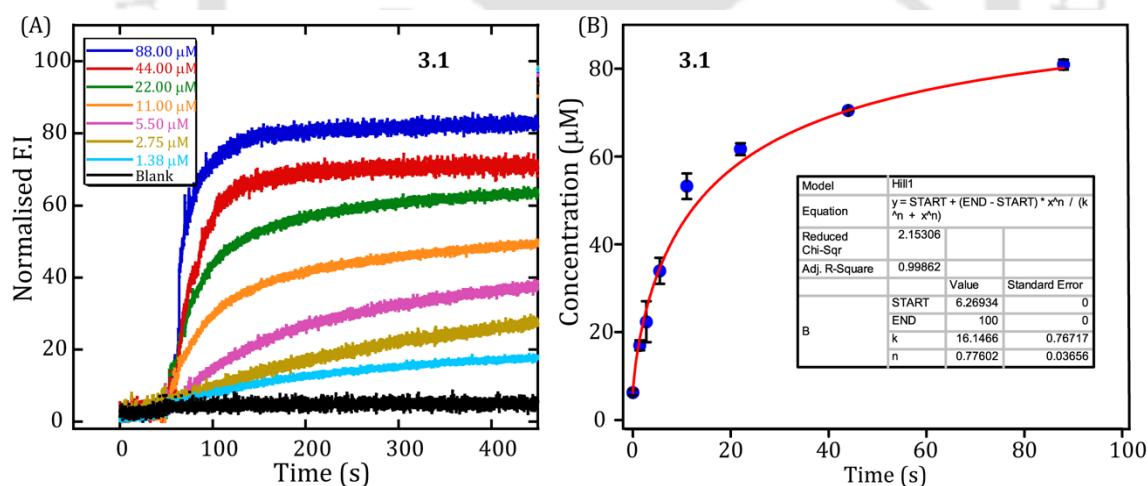 (A)
3.1
88.00 μM
44.00 μM
22.00 μM
11.00 μM
5.50 μM
2.75 μM
1.38 μM
Blank
Normalised F.I
100
80
60
40
20
0
0 100 200 300 400
Time (s)
(B)
3.1
Concentration (μM)
80
60
40
20
0
0 20 40 60 80 100
Time (s)
Model Hill1
Equation y = START + (END - START) * x^n / (k
^n + x^n)
Reduced
Chi-Sqr 2.15306
Adj. R-Square 0.99862
Value Standard Error
B START 6.26934 0
END 100 0
k 16.1466 0.76717
n 0.77602 0.03656